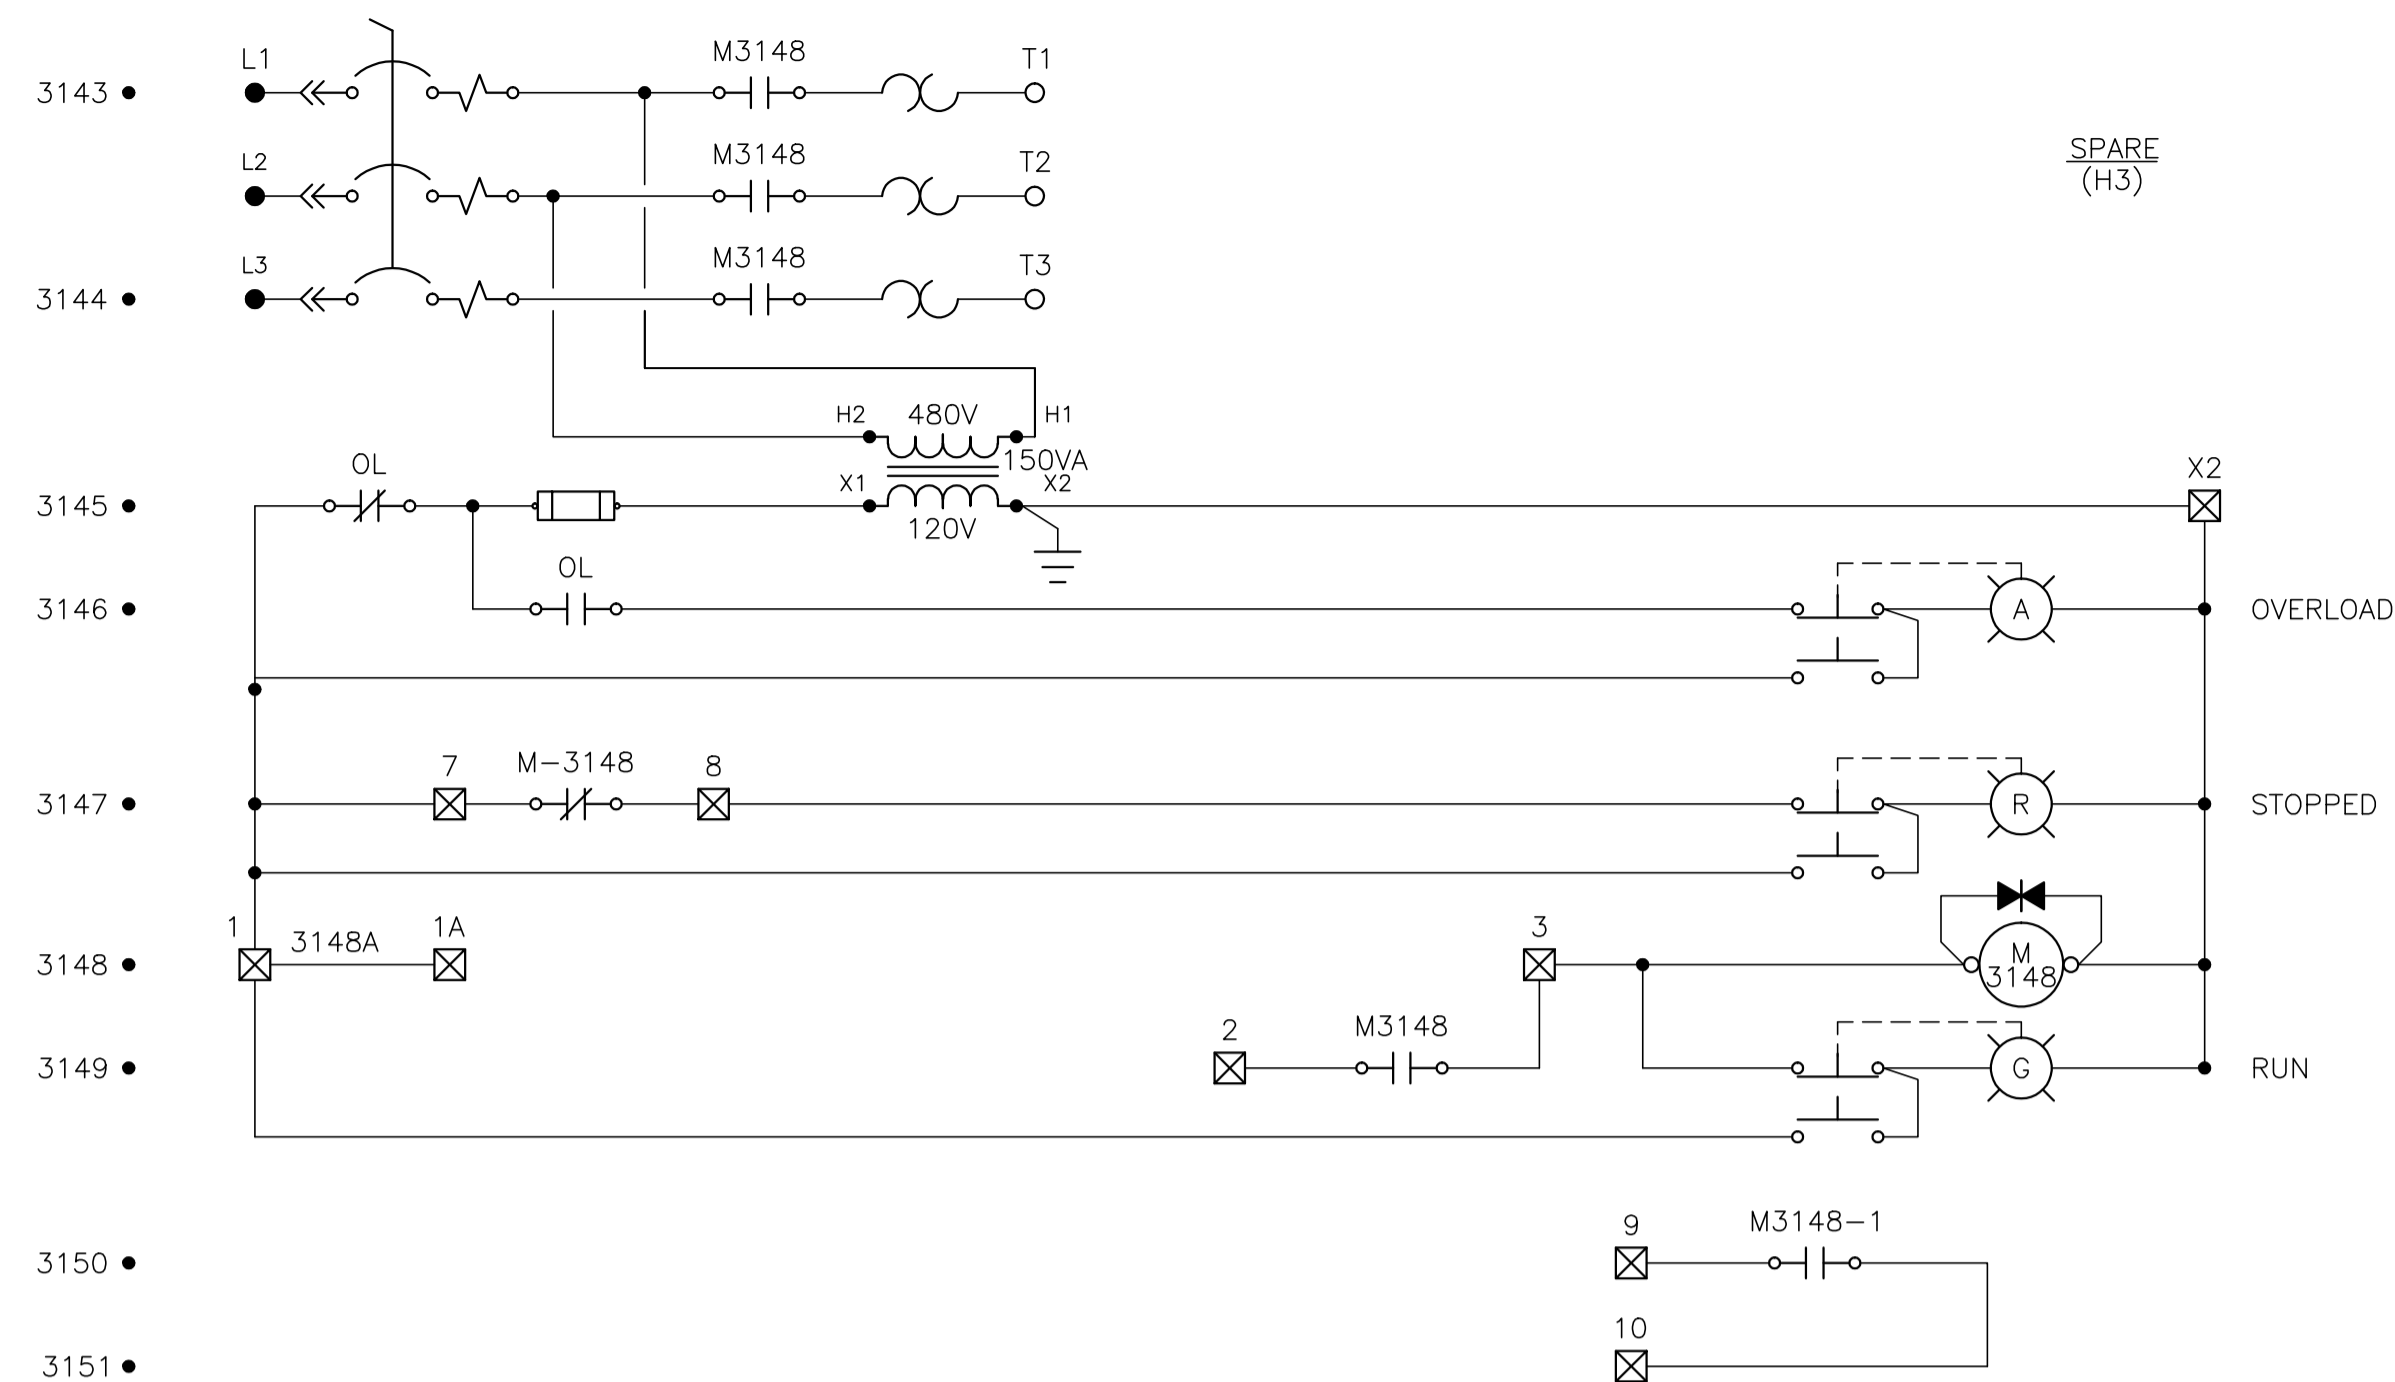 L1 M3148 T1
3143
L2 M3148 T2
SPARE
(H3)
L3 M3148 T3
3144
H2 480V H1
150VA
OL X1 X2 X2
3145
120V
OL
3146 A OVERLOAD
7 M-3148 8
3147 R STOPPED
1 3148A 1A 3 M
3148 3148
2 M3148
3149 G RUN
9 M3148-1
3150
10
3151